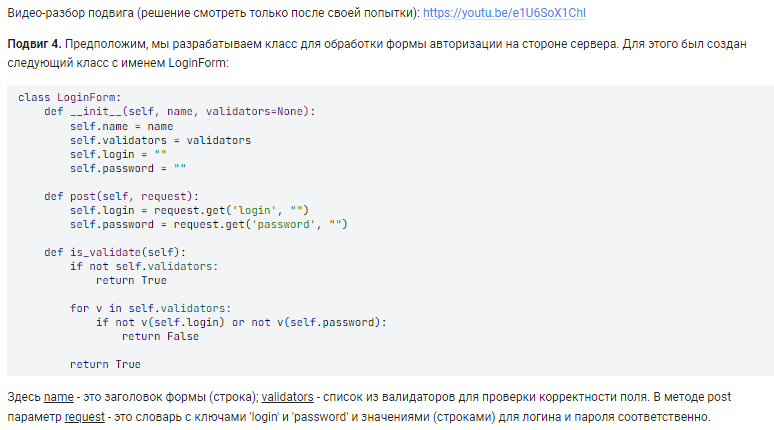 Видео-разбор подвига (решение смотреть только после своей попытки): https://youtu.be/e1U6SoX1ChI
Подвиг 4. Предположим, мы разрабатываем класс для обработки формы авторизации на стороне сервера. Для этого был создан
следующий класс с именем LoginForm:
class LoginForm:
    def __init__(self, name, validators=None):
        self.name = name
        self.validators = validators
        self.login = ""
        self.password = ""
    def post(self, request):
        self.login = request.get('login', "")
        self.password = request.get('password', "")
    def is_validate(self):
        if not self.validators:
            return True
        for v in self.validators:
            if not v(self.login) or not v(self.password):
                return False
        return True
Здесь name - это заголовок формы (строка); validators - список из валидаторов для проверки корректности поля. В методе post
параметр request - это словарь с ключами 'login' и 'password' и значениями (строками) для логина и пароля соответственно.